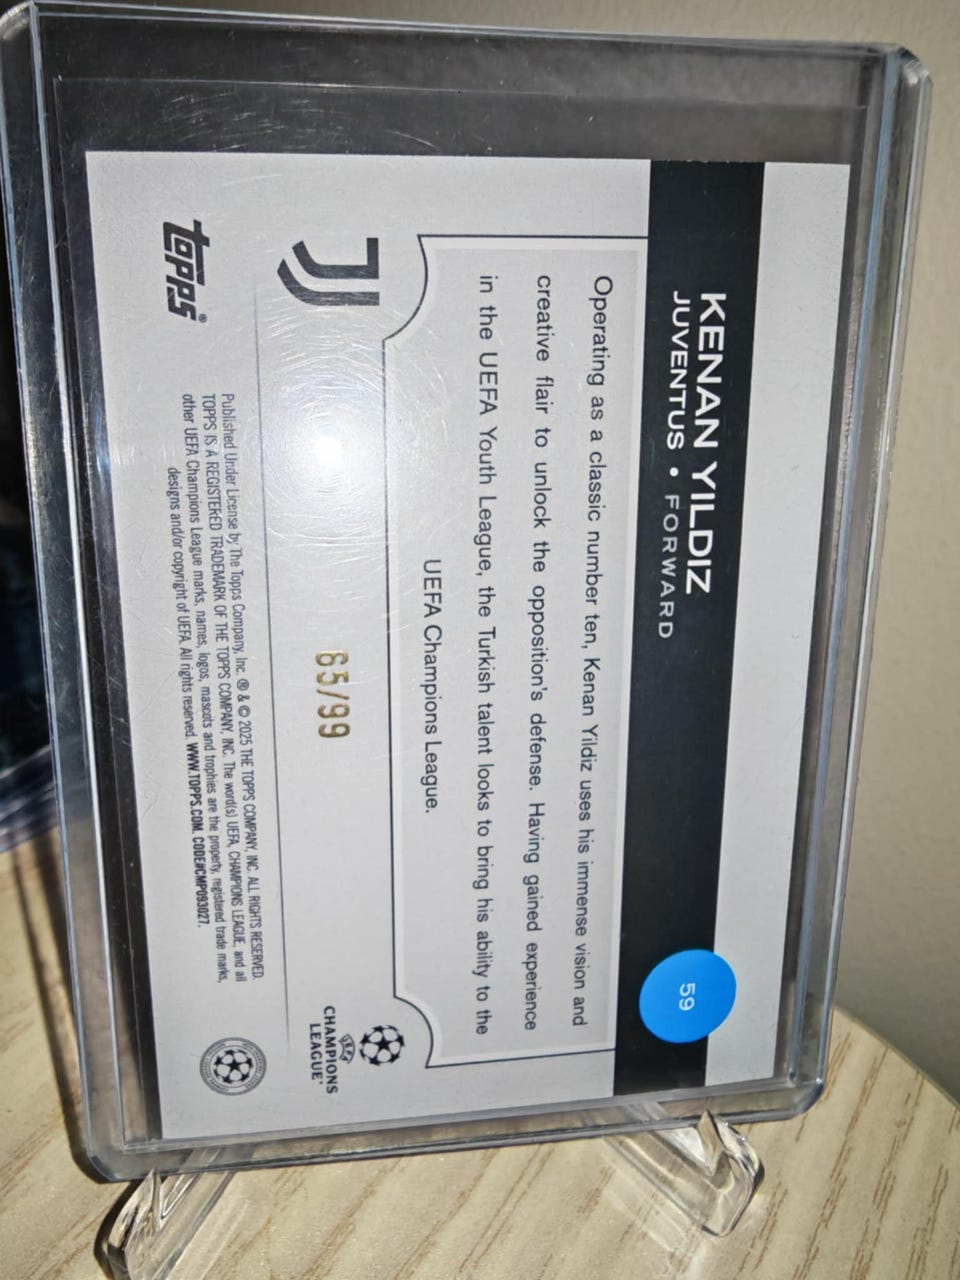 KENAN YILDIZ
JUVENTUS • FORWARD
59
Operating as a classic number ten, Kenan Yildiz uses his immense vision and
creative flair to unlock the opposition's defense. Having gained experience
in the UEFA Youth League, the Turkish talent looks to bring his ability to the
UEFA Champions League.
65/99
UEFA
CHAMPIONS
LEAGUE®
topps®
Published Under License by The Topps Company, Inc. ® & © 2025 THE TOPPS COMPANY, INC. ALL RIGHTS RESERVED.
TOPPS IS A REGISTERED TRADEMARK OF THE TOPPS COMPANY, INC. The word(s) UEFA, CHAMPIONS LEAGUE, and all
other UEFA Champions League marks, names, logos, mascots and trophies are the property, registered trade marks,
designs and/or copyright of UEFA. All rights reserved. WWW.TOPPS.COM. CODE#CMP093027.